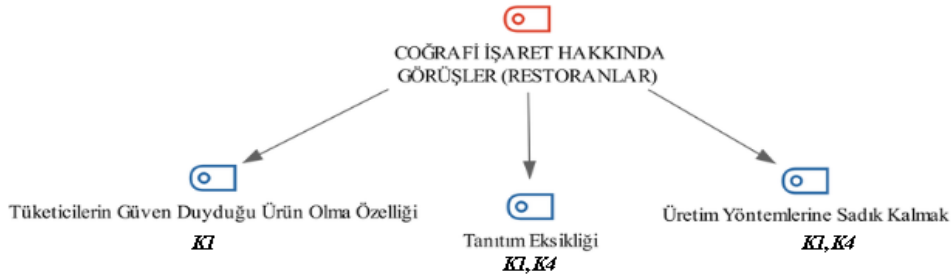 COĞRAFİ İŞARET HAKKINDA
GÖRÜŞLER (RESTORANLAR)
Tüketicilerin Güven Duyduğu Ürün Olma Özelliği
K1
Tanıtım Eksikliği
K1, K4
Üretim Yöntemlerine Sadık Kalmak
K1, K4